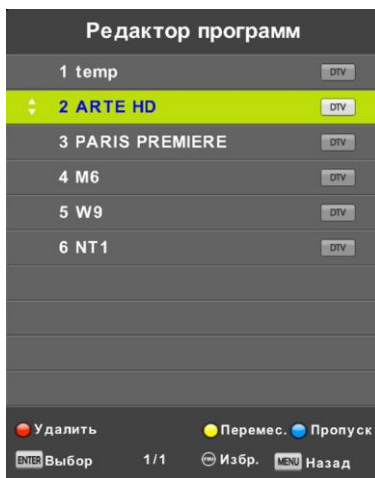 Редактор программ
1 temp DTV
2 ARTE HD DTV
3 PARIS PREMIERE DTV
4 M6 DTV
5 W9 DTV
6 NT1 DTV
Удалить Перемес. Пропуск
ENTER Выбор 1/1 Избр. MENU Назад